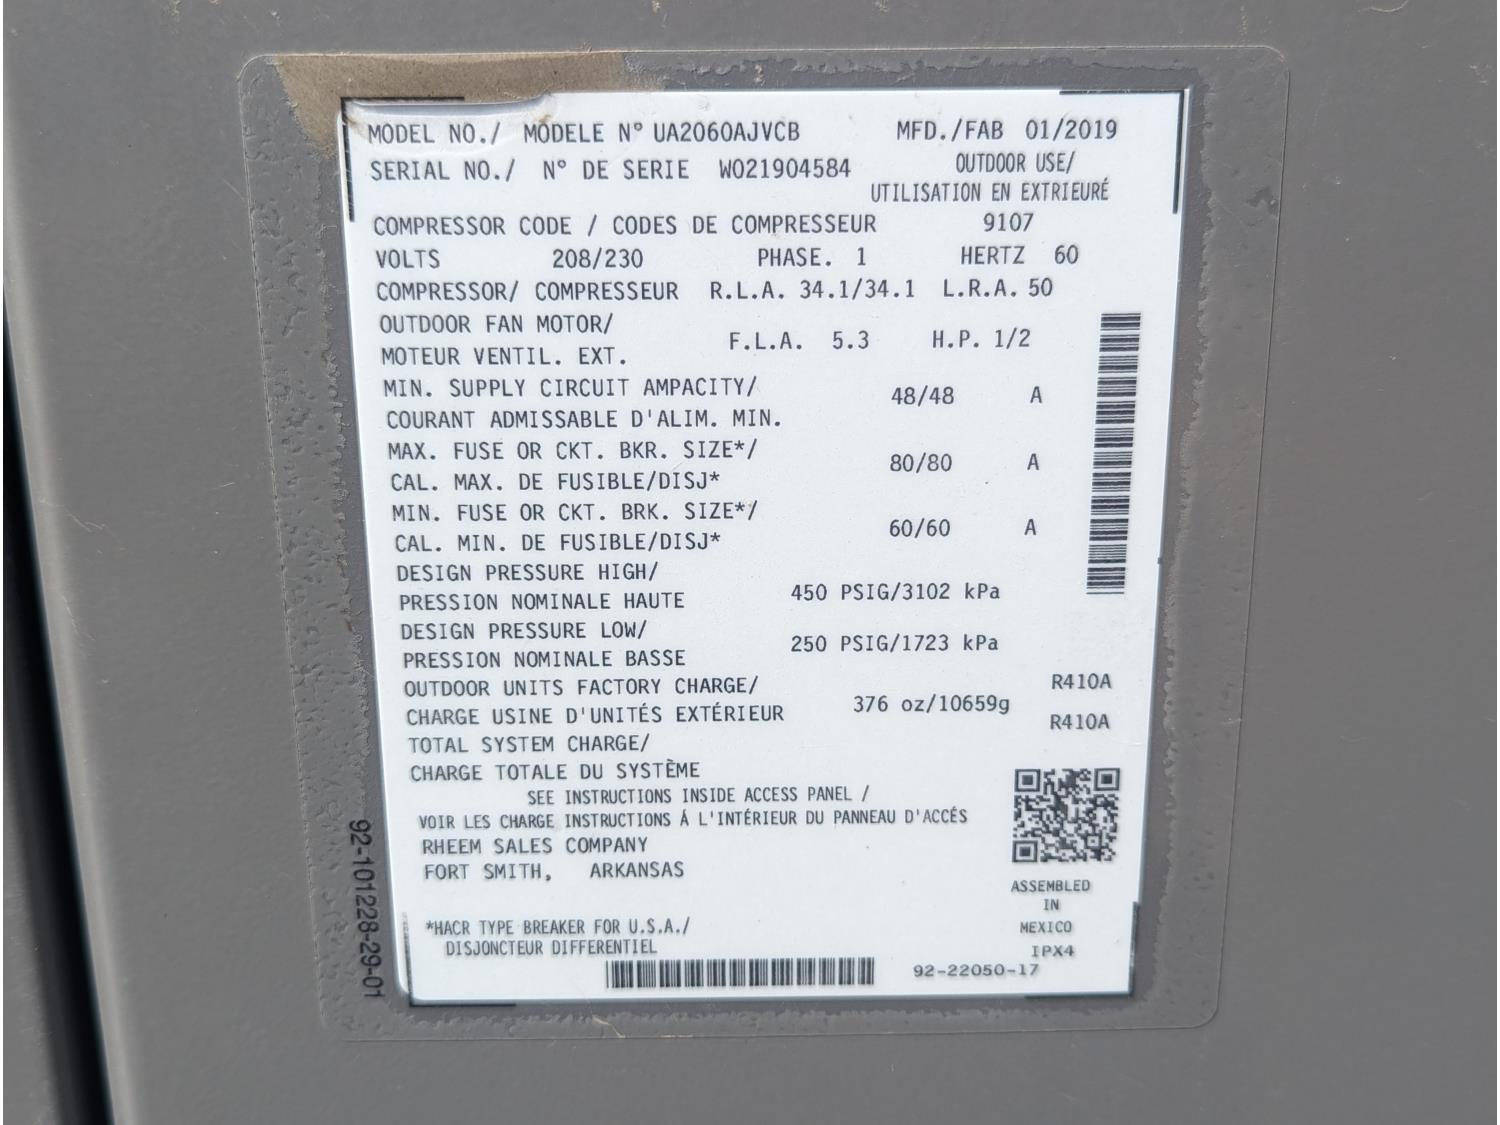 MODEL NO./ MODELE N° UA2060AJVCB MFD./FAB 01/2019
SERIAL NO./ N° DE SERIE W021904584 OUTDOOR USE/
UTILISATION EN EXTRIEURÉ
COMPRESSOR CODE / CODES DE COMPRESSEUR 9107
VOLTS 208/230 PHASE. 1 HERTZ 60
COMPRESSOR/ COMPRESSEUR R.L.A. 34.1/34.1 L.R.A. 50
OUTDOOR FAN MOTOR/
MOTEUR VENTIL. EXT. F.L.A. 5.3 H.P. 1/2
MIN. SUPPLY CIRCUIT AMPACITY/
COURANT ADMISSABLE D'ALIM. MIN. 48/48 A
MAX. FUSE OR CKT. BKR. SIZE*/
CAL. MAX. DE FUSIBLE/DISJ* 80/80 A
MIN. FUSE OR CKT. BRK. SIZE*/
CAL. MIN. DE FUSIBLE/DISJ* 60/60 A
DESIGN PRESSURE HIGH/
PRESSION NOMINALE HAUTE 450 PSIG/3102 kPa
DESIGN PRESSURE LOW/
PRESSION NOMINALE BASSE 250 PSIG/1723 kPa
OUTDOOR UNITS FACTORY CHARGE/ R410A
CHARGE USINE D'UNITÉS EXTÉRIEUR 376 oz/10659g R410A
TOTAL SYSTEM CHARGE/
CHARGE TOTALE DU SYSTÈME
SEE INSTRUCTIONS INSIDE ACCESS PANEL /
VOIR LES CHARGE INSTRUCTIONS Á L'INTÉRIEUR DU PANNEAU D'ACCÉS
RHEEM SALES COMPANY
FORT SMITH, ARKANSAS
ASSEMBLED
IN
MEXICO
IPX4
*HACR TYPE BREAKER FOR U.S.A./
DISJONCTEUR DIFFERENTIEL
92-22050-17
92-101228-29-01